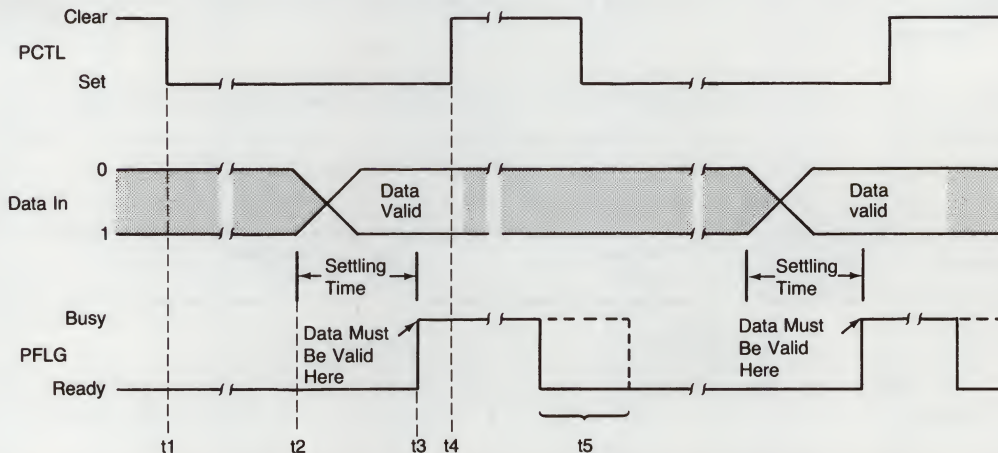 Clear
PCTL
Set
0
Data In
1
Data
Valid
Data
valid
Settling
Time
Settling
Time
Busy
PFLG
Ready
Data Must
Be Valid
Here
Data Must
Be Valid
Here
t1
t2
t3
t4
t5